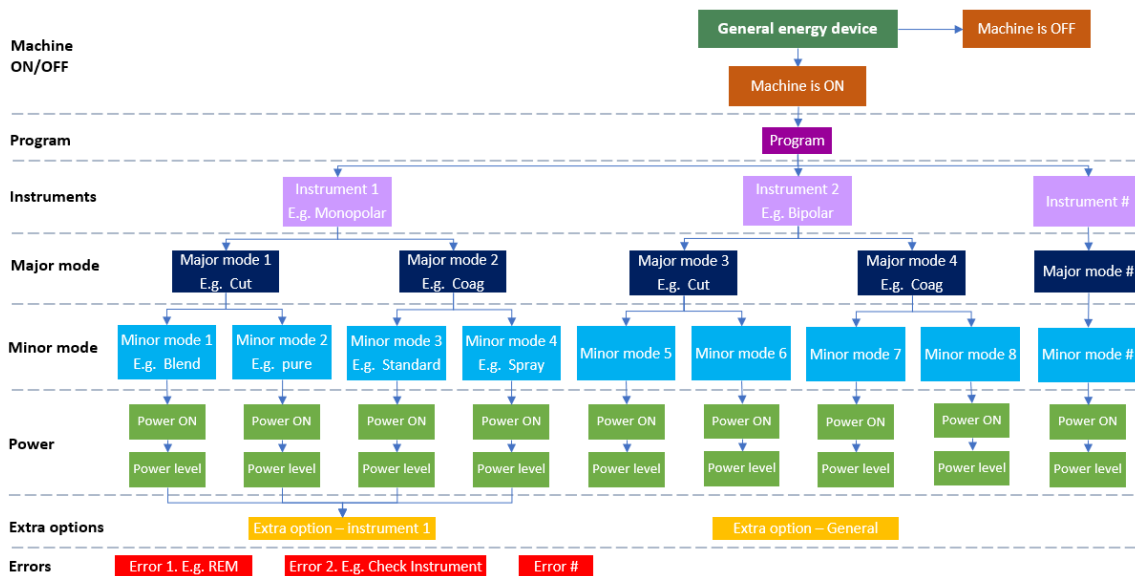 Machine
ON/OFF
General energy device
Machine is OFF
Machine is ON
Program
Program
Instruments
Instrument 1
E.g. Monopolar
Instrument 2
E.g. Bipolar
Instrument #
Major mode
Major mode 1
E.g. Cut
Major mode 2
E.g. Coag
Major mode 3
E.g. Cut
Major mode 4
E.g. Coag
Major mode #
Minor mode
Minor mode 1
E.g. Blend
Minor mode 2
E.g. pure
Minor mode 3
E.g. Standard
Minor mode 4
E.g. Spray
Minor mode 5
Minor mode 6
Minor mode 7
Minor mode 8
Minor mode #
Power
Power ON
Power ON
Power ON
Power ON
Power ON
Power ON
Power ON
Power ON
Power ON
Power level
Power level
Power level
Power level
Power level
Power level
Power level
Power level
Power level
Extra options
Extra option – instrument 1
Extra option – General
Errors
Error 1. E.g. REM
Error 2. E.g. Check Instrument
Error #